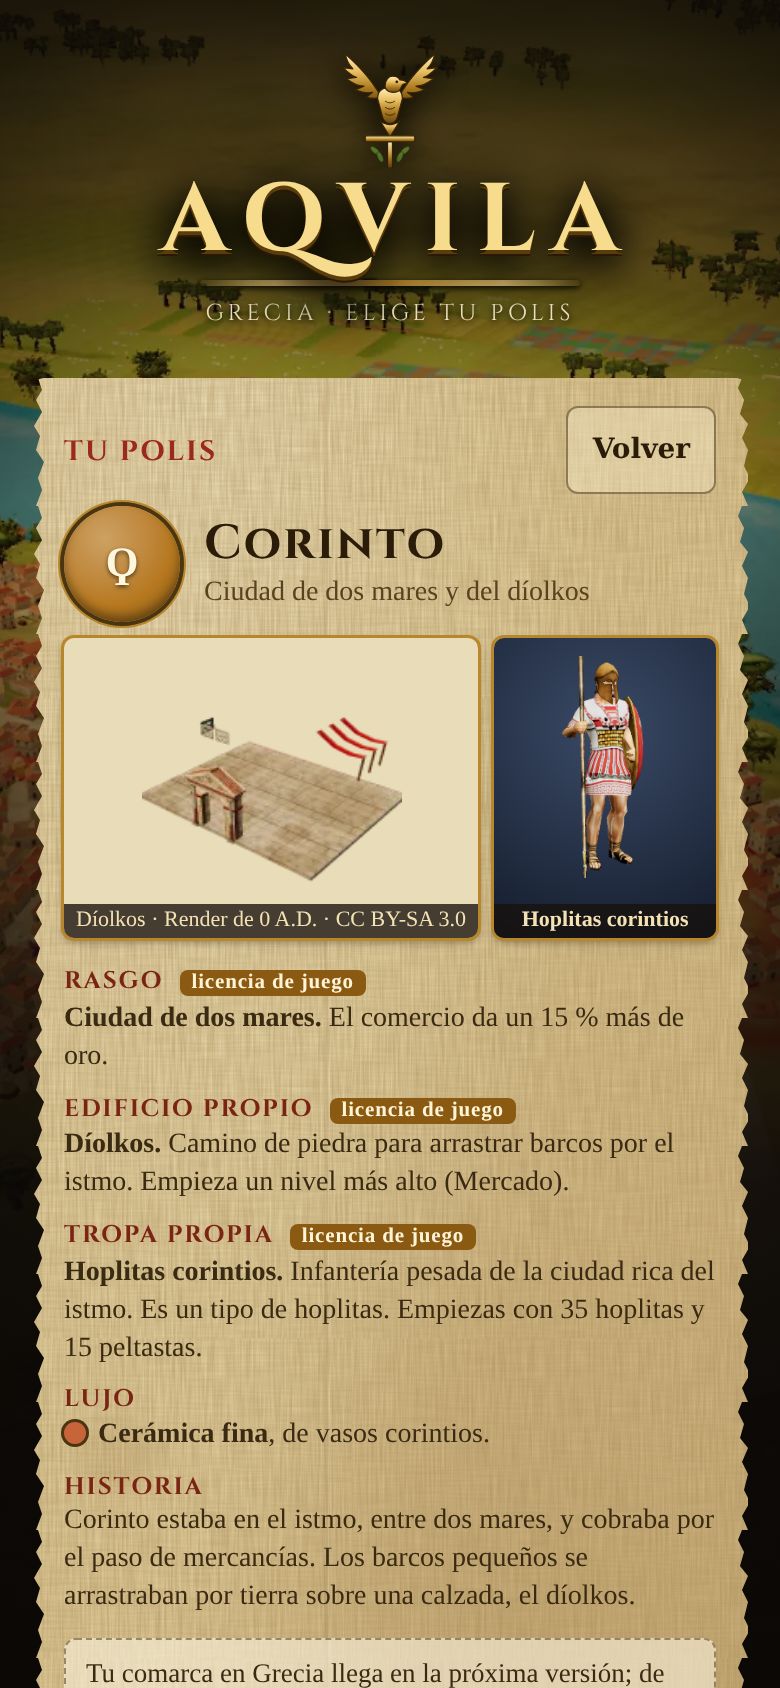 AQVILA
GRECIA · ELIGE TU POLIS
TU POLIS
Volver
Ϙ
CORINTO
Ciudad de dos mares y del díolkos
Díolkos · Render de 0 A.D. · CC BY-SA 3.0
Hoplitas corintios
RASGO licencia de juego
Ciudad de dos mares. El comercio da un 15 % más de
oro.
EDIFICIO PROPIO licencia de juego
Díolkos. Camino de piedra para arrastrar barcos por el
istmo. Empieza un nivel más alto (Mercado).
TROPA PROPIA licencia de juego
Hoplitas corintios. Infantería pesada de la ciudad rica del
istmo. Es un tipo de hoplitas. Empiezas con 35 hoplitas y
15 peltastas.
LUJO
Cerámica fina, de vasos corintios.
HISTORIA
Corinto estaba en el istmo, entre dos mares, y cobraba por
el paso de mercancías. Los barcos pequeños se
arrastraban por tierra sobre una calzada, el díolkos.
Tu comarca en Grecia llega en la próxima versión; de